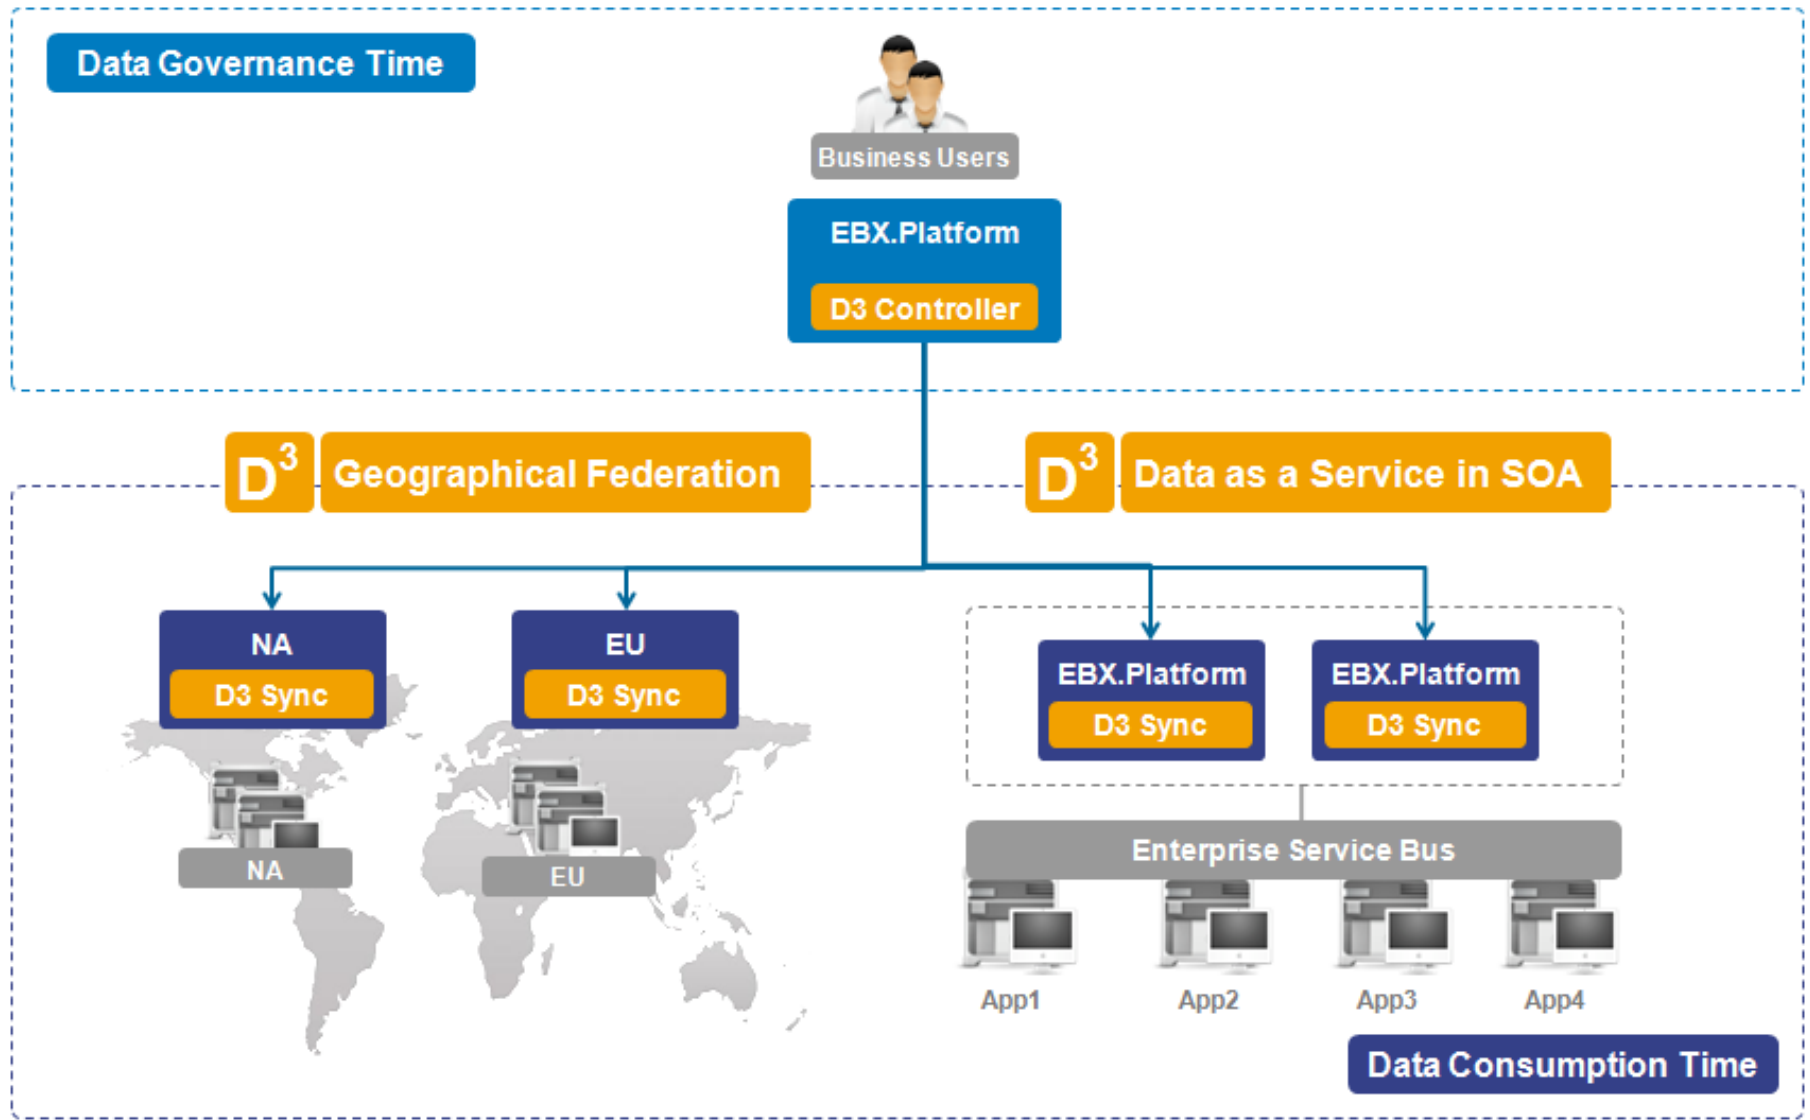 Data Governance Time
Business Users
EBX.Platform
D3 Controller
D³ Geographical Federation
D³ Data as a Service in SOA
NA
D3 Sync
EU
D3 Sync
EBX.Platform
D3 Sync
EBX.Platform
D3 Sync
NA
EU
Enterprise Service Bus
App1
App2
App3
App4
Data Consumption Time